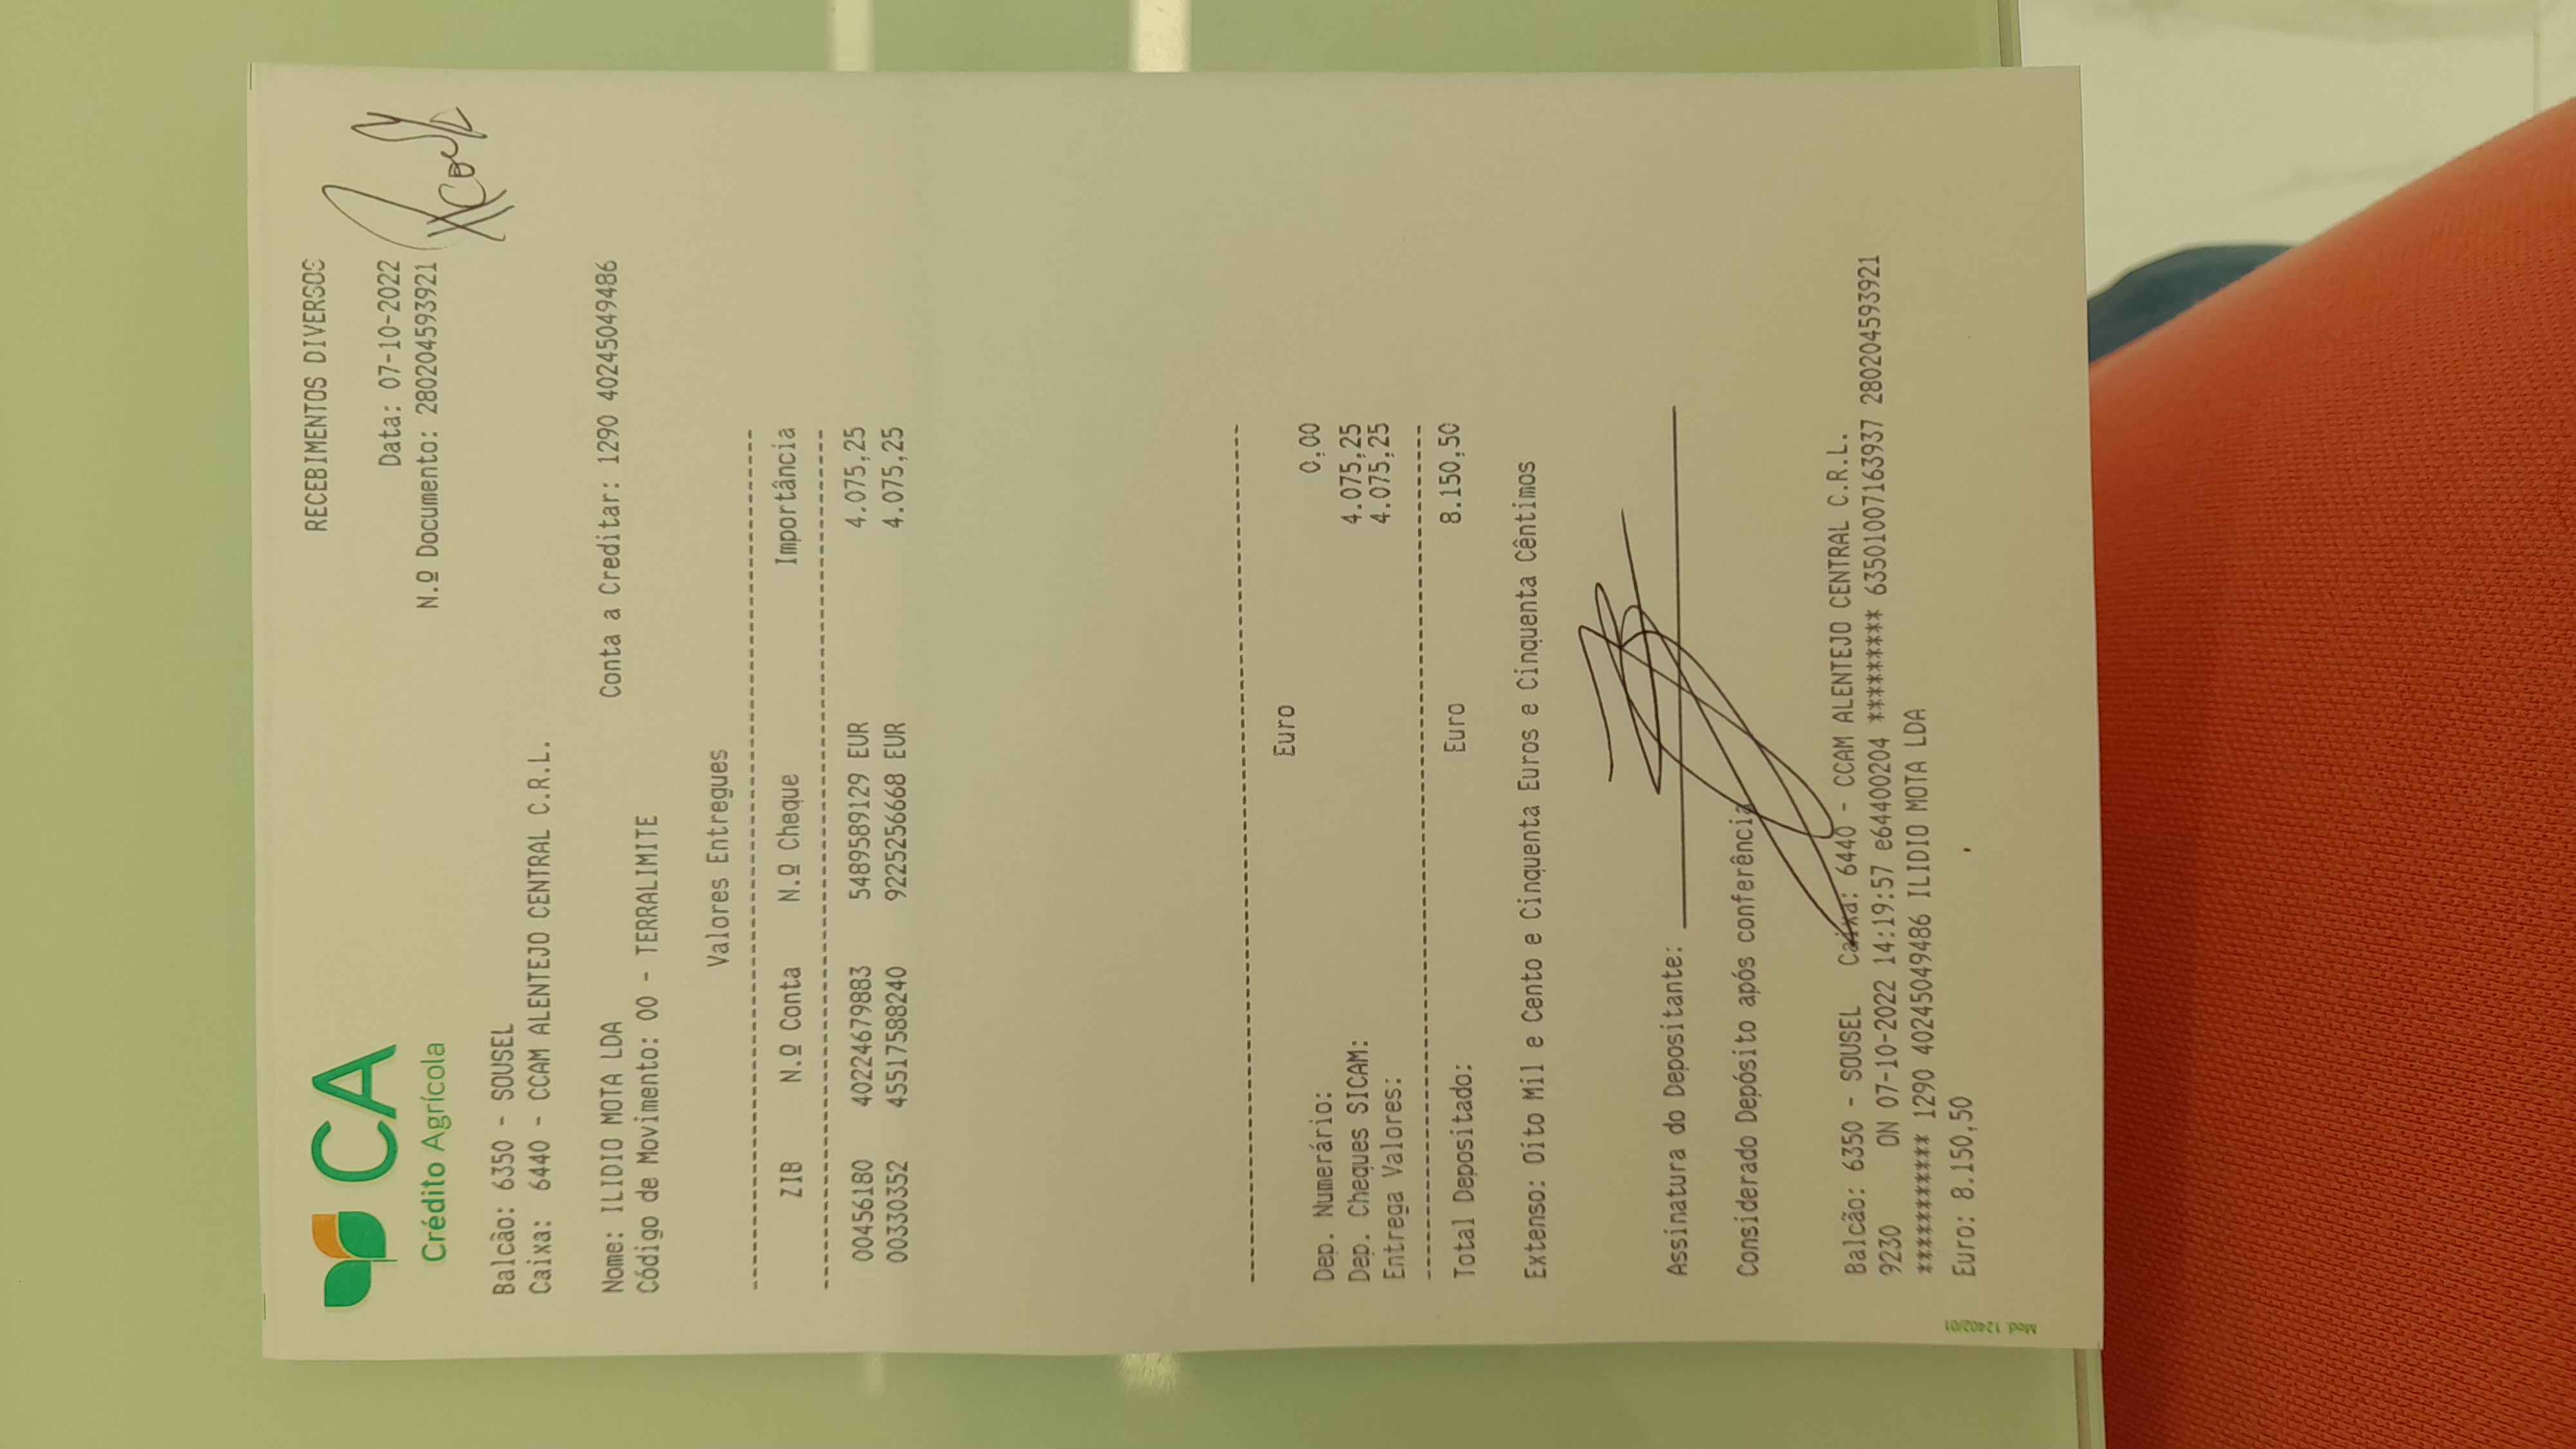 CA
Crédito Agrícola
RECEBIMENTOS DIVERSOS
Data: 07-10-2022
N.º Documento: 280204593921
Balcão: 6350 - SOUSEL
Caixa: 6440 - CCAM ALENTEJO CENTRAL C.R.L.
Nome: ILIDIO MOTA LDA Conta a Creditar: 1290 40245049486
Código de Movimento: 00 - TERRALIMITE
Valores Entregues
ZIB N.º Conta N.º Cheque Importância
00456180 40224679883 5489589129 EUR 4.075,25
00330352 45517588240 9225256668 EUR 4.075,25
Euro
Dep. Numerário: 0,00
Dep. Cheques SICAM: 4.075,25
Entrega Valores: 4.075,25
Total Depositado: Euro 8.150,50
Extenso: Oito Mil e Cento e Cinquenta Euros e Cinquenta Cêntimos
Assinatura do Depositante:
Considerado Depósito após conferência
Balcão: 6350 - SOUSEL Caixa: 6440 - CCAM ALENTEJO CENTRAL C.R.L.
9230 ON 07-10-2022 14:19:57 e64400204 ******** 63501007163937 280204593921
*********** 1290 40245049486 ILIDIO MOTA LDA
Euro: 8.150,50
Mod. 12402/01